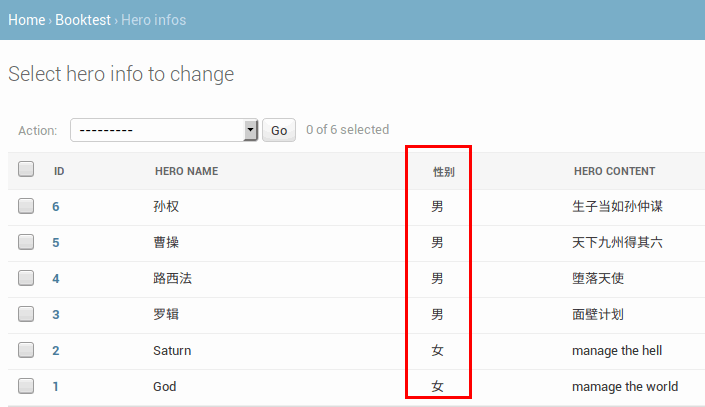 Home › Booktest › Hero infos
Select hero info to change
Action: --------- Go 0 of 6 selected
ID HERO NAME 性别 HERO CONTENT
6 孙权 男 生子当如孙仲谋
5 曹操 男 天下九州得其六
4 路西法 男 堕落天使
3 罗辑 男 面壁计划
2 Saturn 女 manage the hell
1 God 女 mamage the world